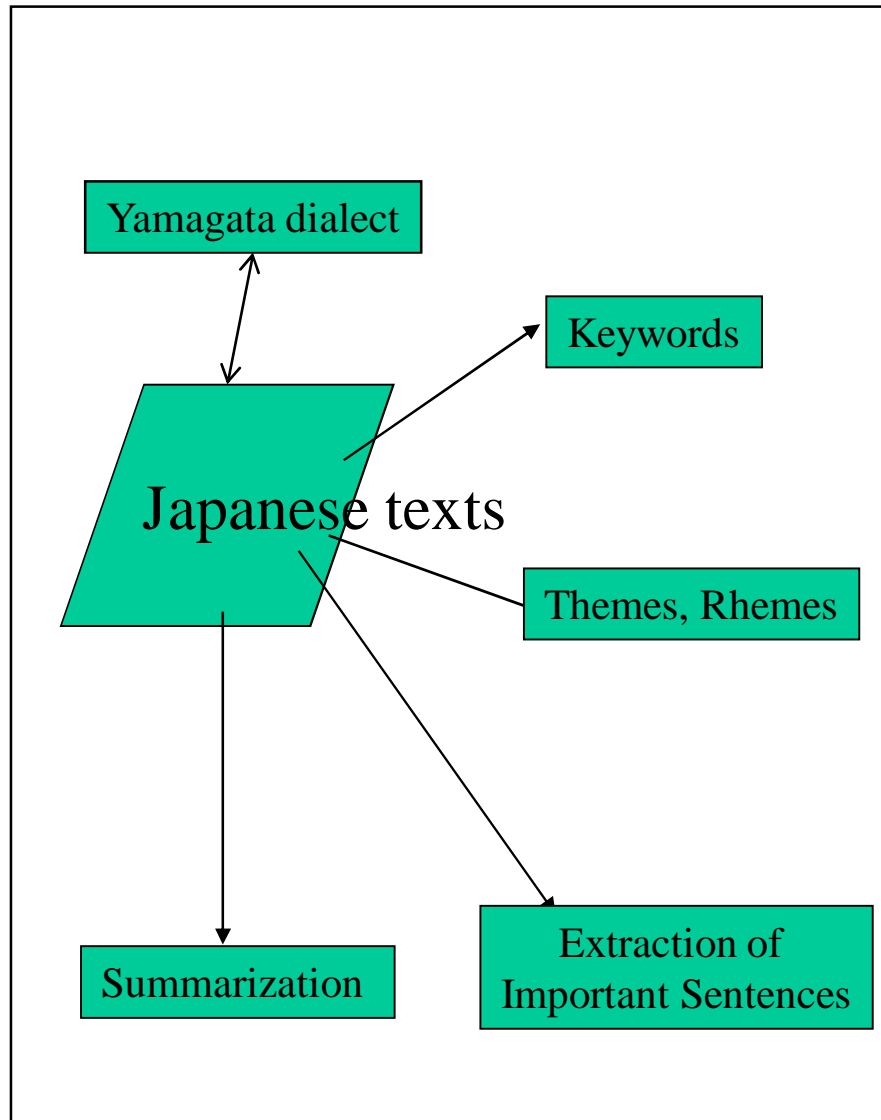 Yamagata dialect
Keywords
Japanese texts
Themes, Rhemes
Extraction of
Important Sentences
Summarization